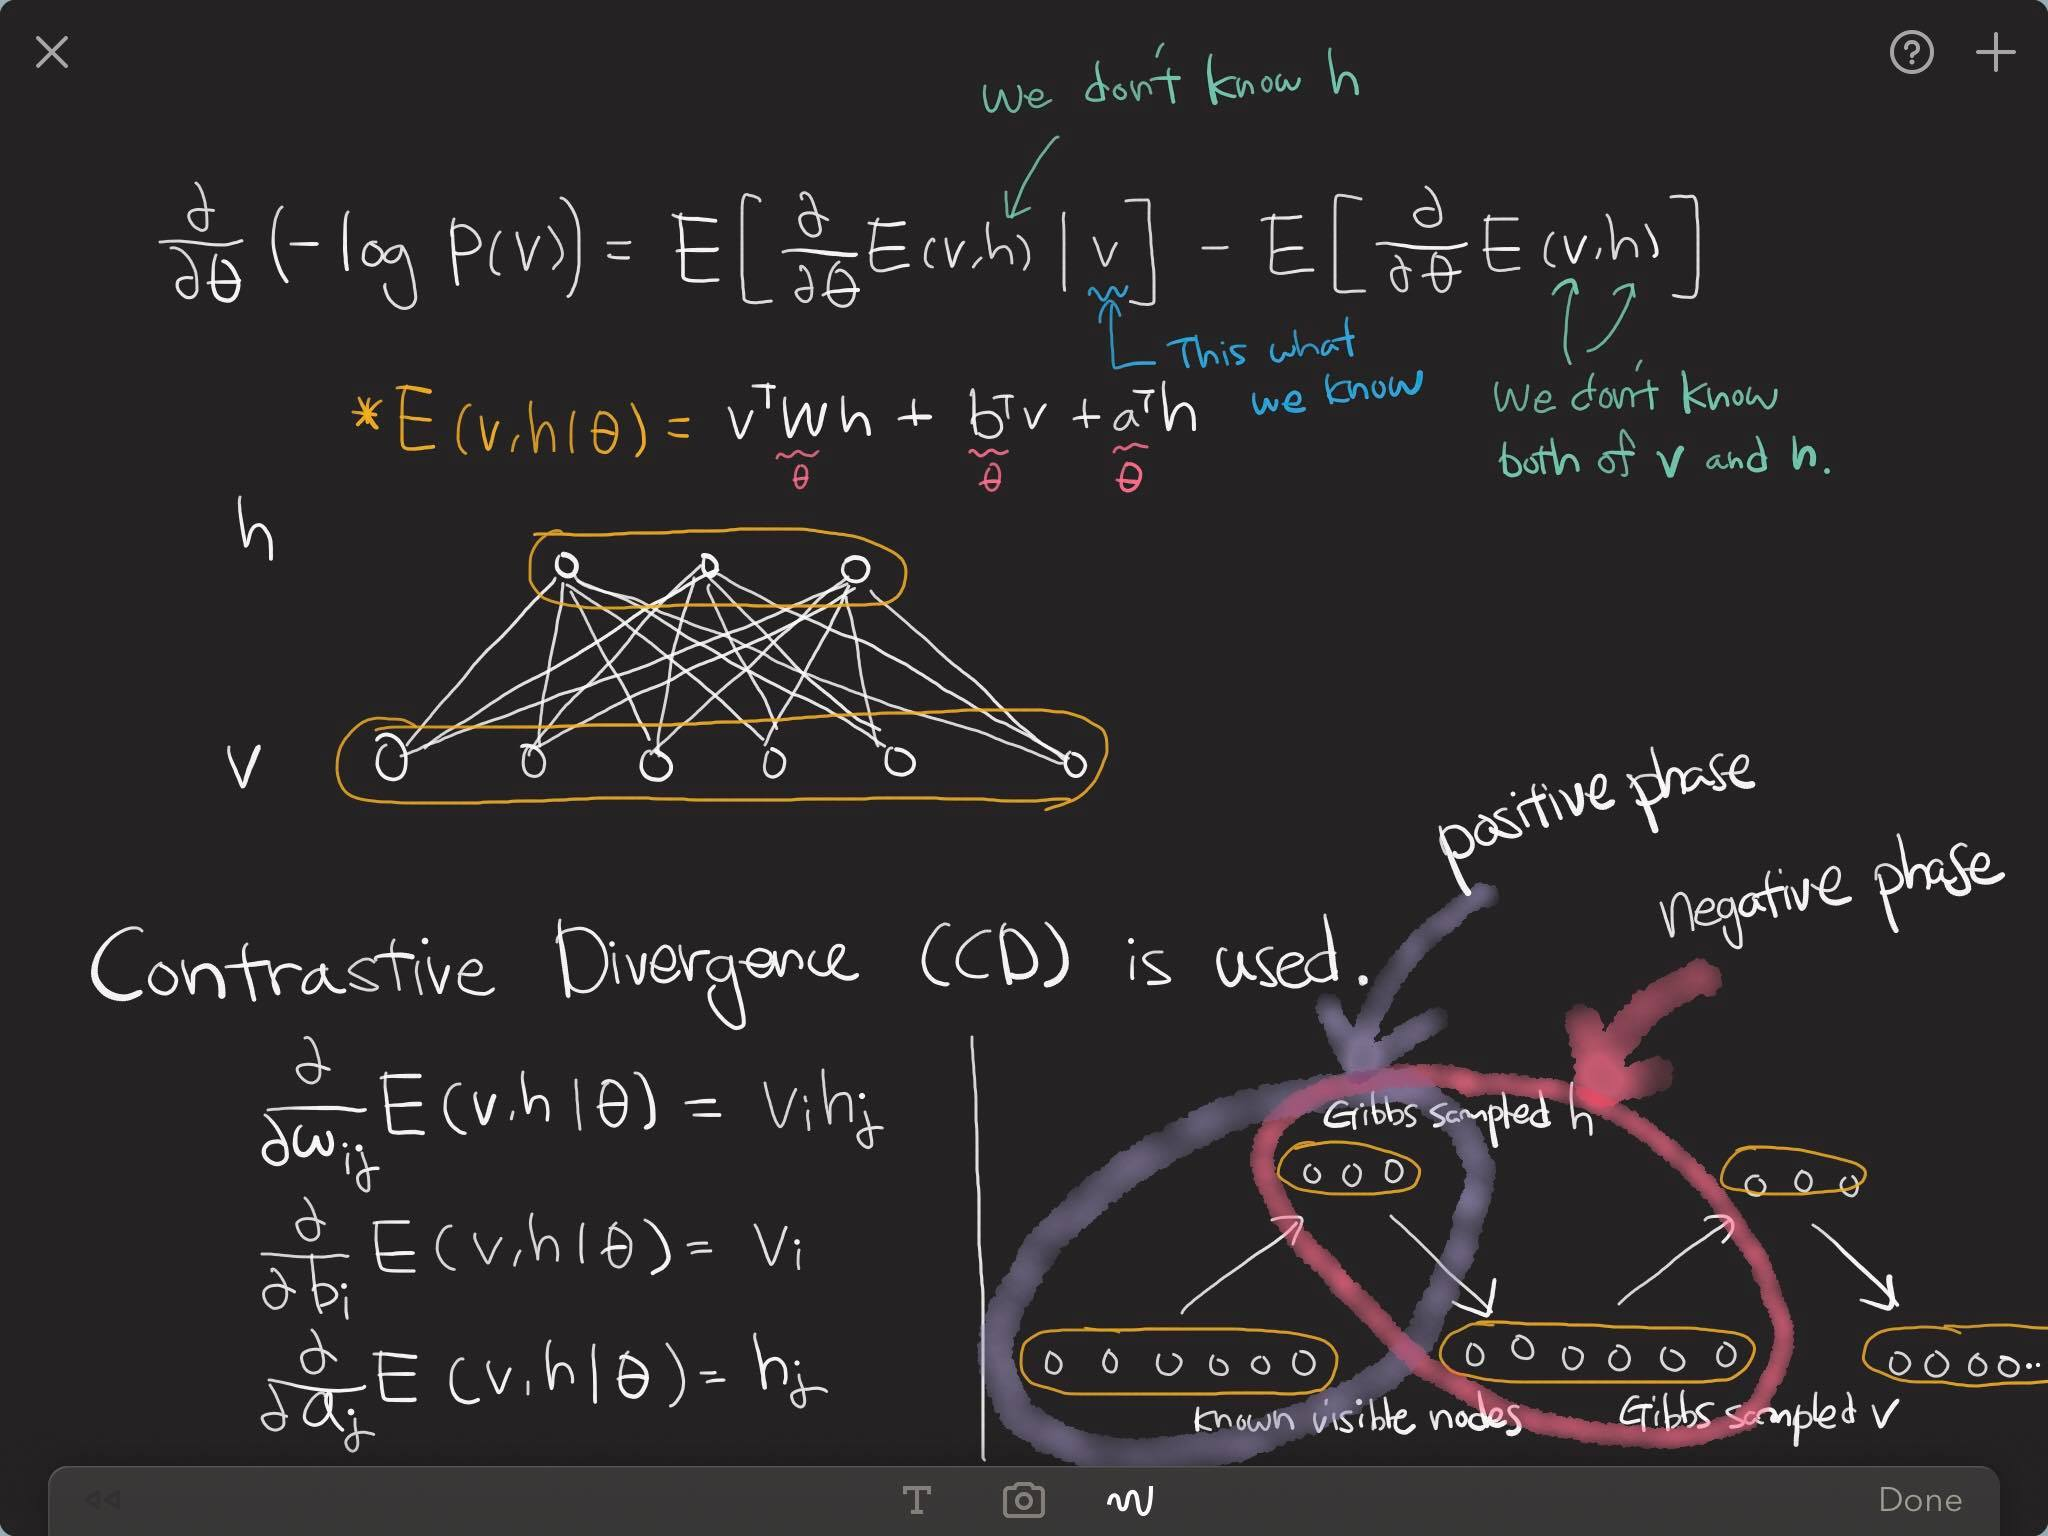 We don't know h
∂/∂θ (-log P(v)) = E[∂/∂θ E(v,h) | v] - E[∂/∂θ E(v,h)]
This what
we know
We don't know
both of v and h.
*E(v,h|θ) = vᵀWh + bᵀv + aᵀh
θ θ θ
h
v
positive phase
negative phase
Contrastive Divergence (CD) is used.
∂/∂wij E(v,h|θ) = vihj
∂/∂bi E(v,h|θ) = vi
∂/∂aj E(v,h|θ) = hj
Gibbs sampled h
known visible nodes
Gibbs sampled v
T
Done